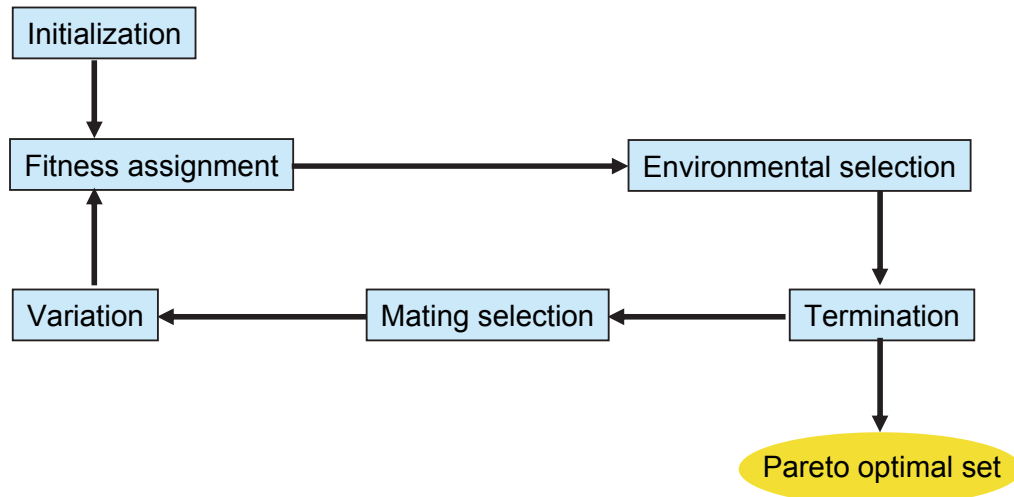 Initialization
Fitness assignment
Environmental selection
Variation
Mating selection
Termination
Pareto optimal set